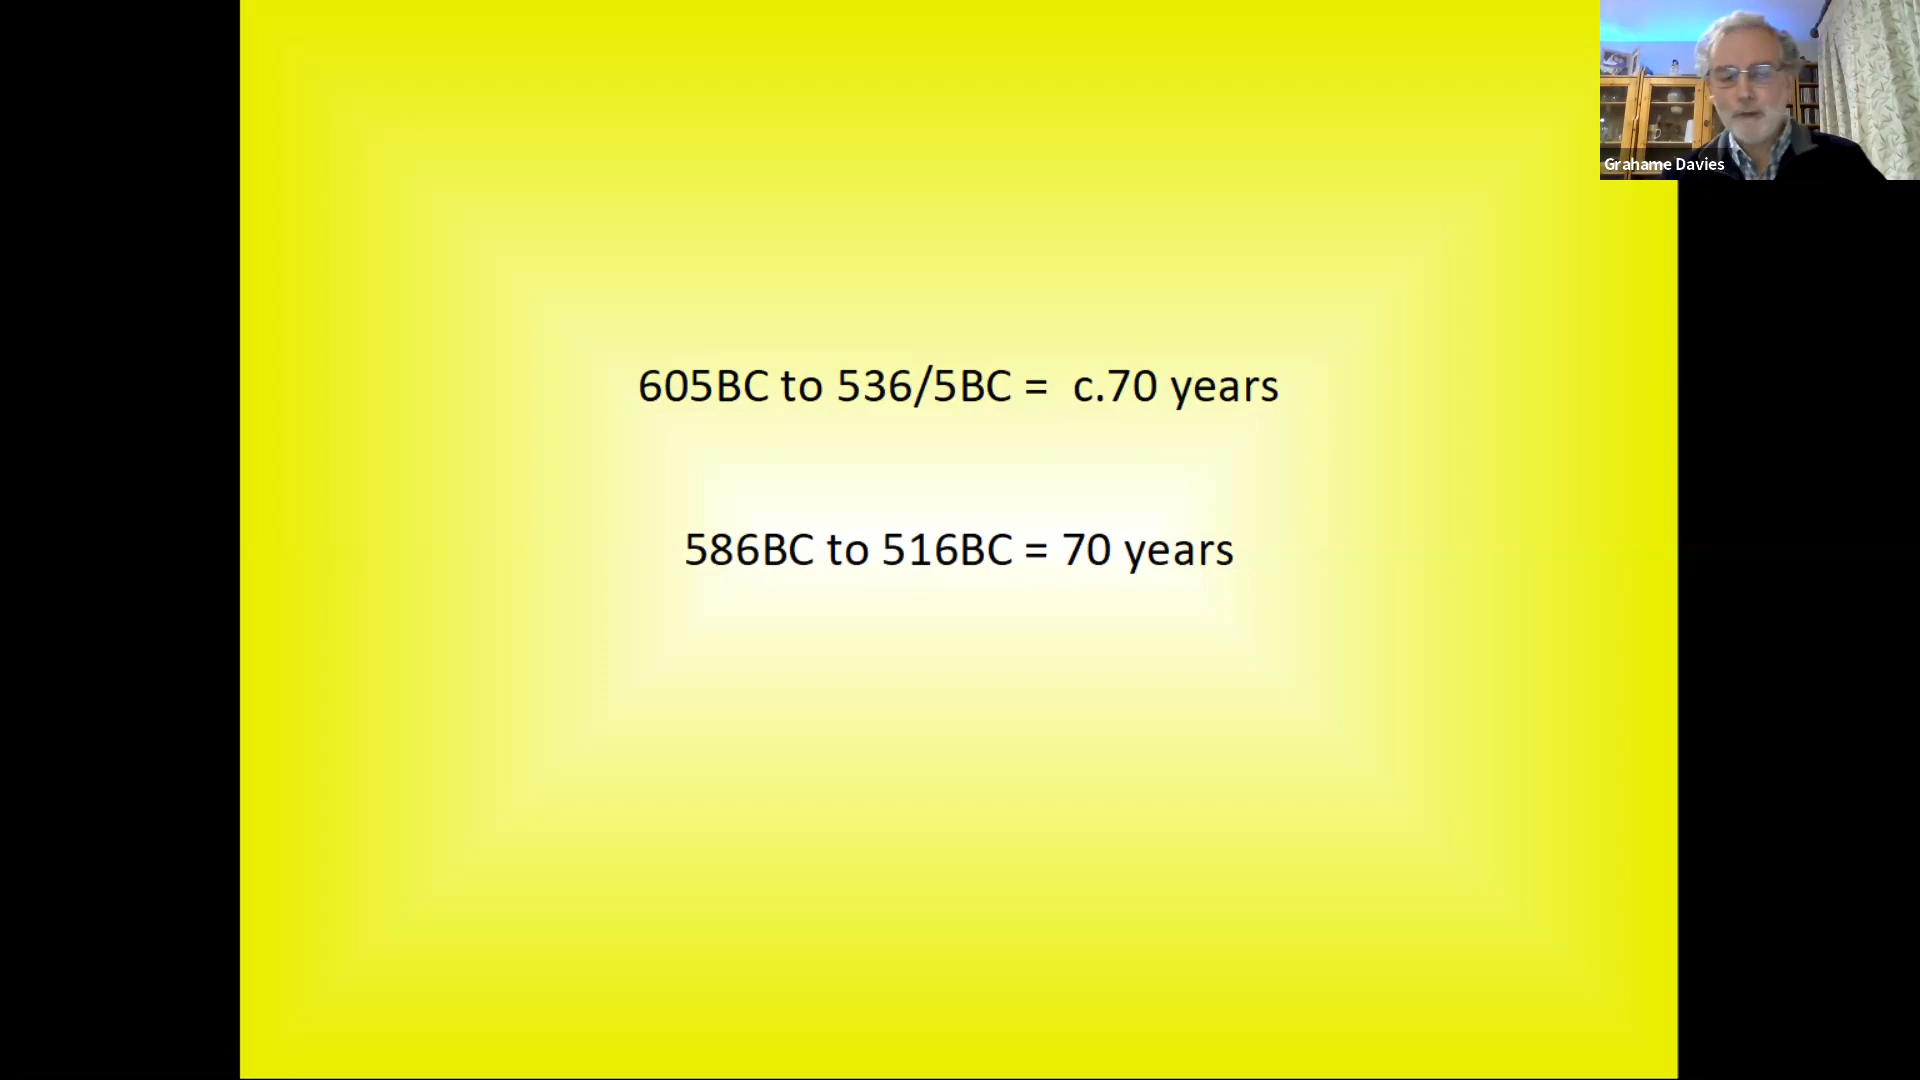 605BC to 536/5BC = c.70 years
586BC to 516BC = 70 years
Grahame Davies